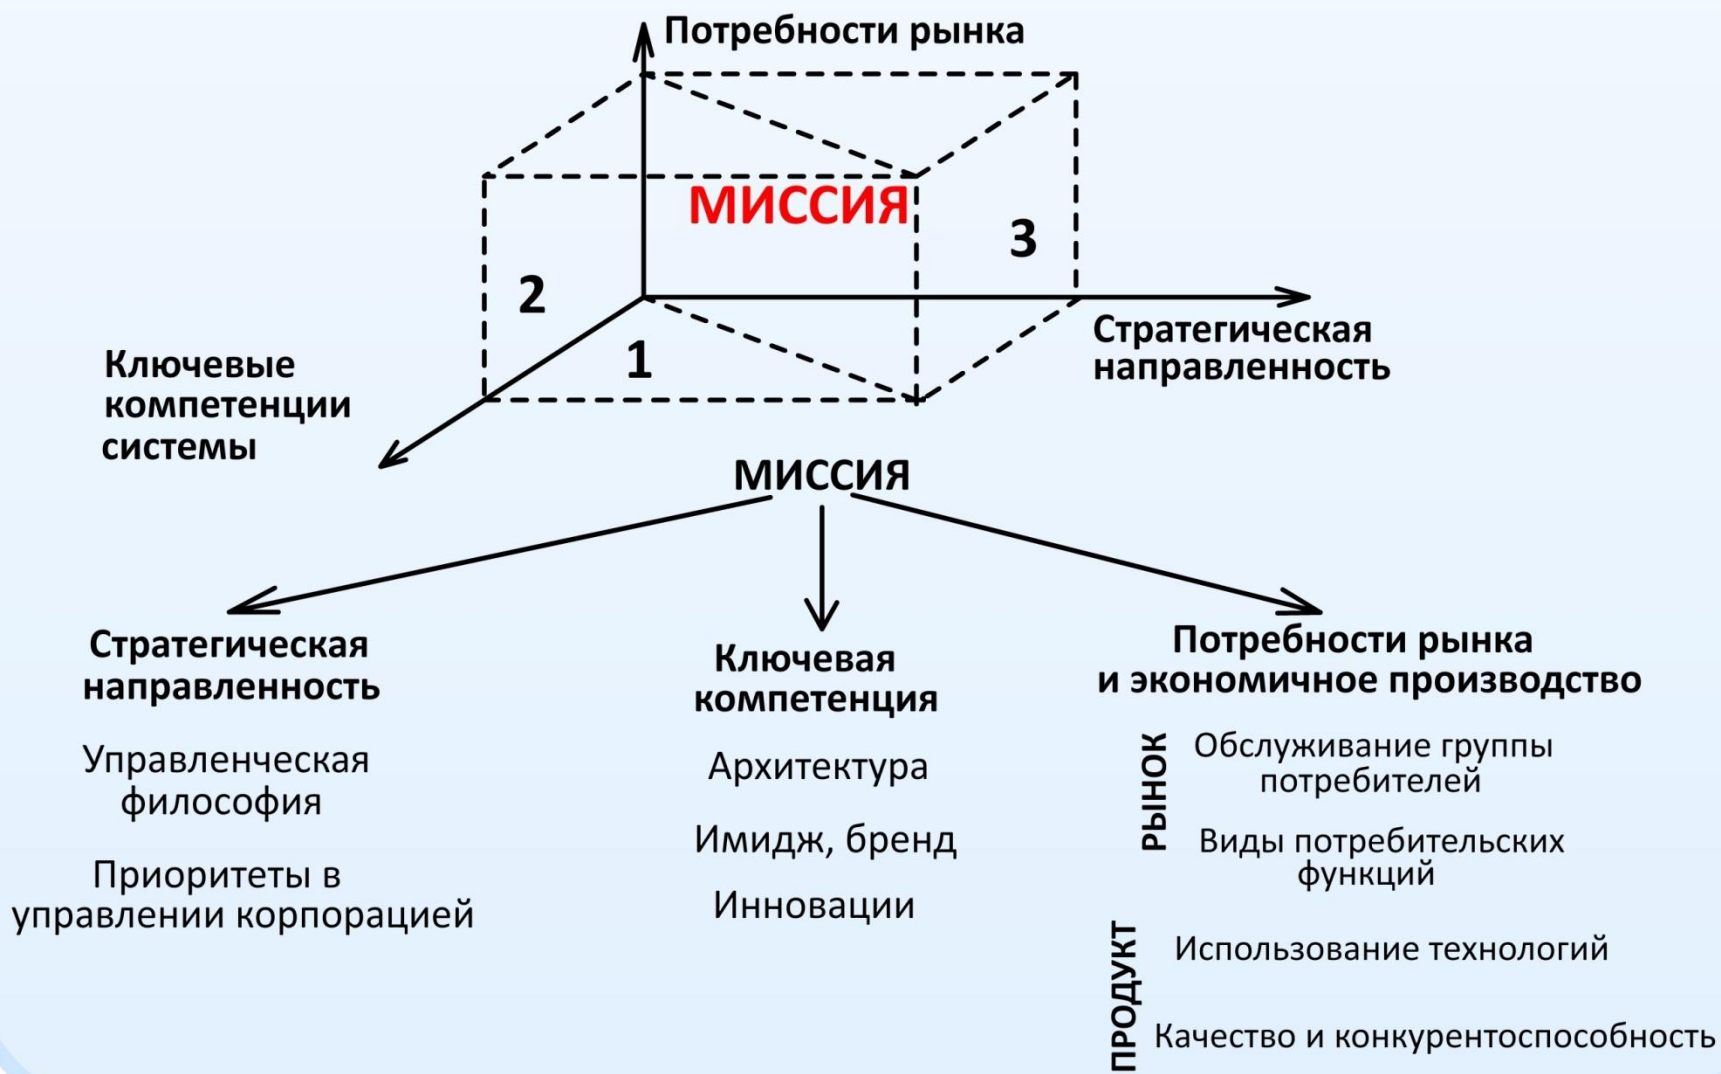 Потребности рынка
МИССИЯ
3
2
1
Стратегическая
направленность
Ключевые
компетенции
системы
МИССИЯ
Стратегическая
направленность
Управленческая
философия
Приоритеты в
управлении корпорацией
Ключевая
компетенция
Архитектура
Имидж, бренд
Инновации
Потребности рынка
и экономичное производство
РЫНОК
Обслуживание группы
потребителей
Виды потребительских
функций
ПРОДУКТ
Использование технологий
Качество и конкурентоспособность